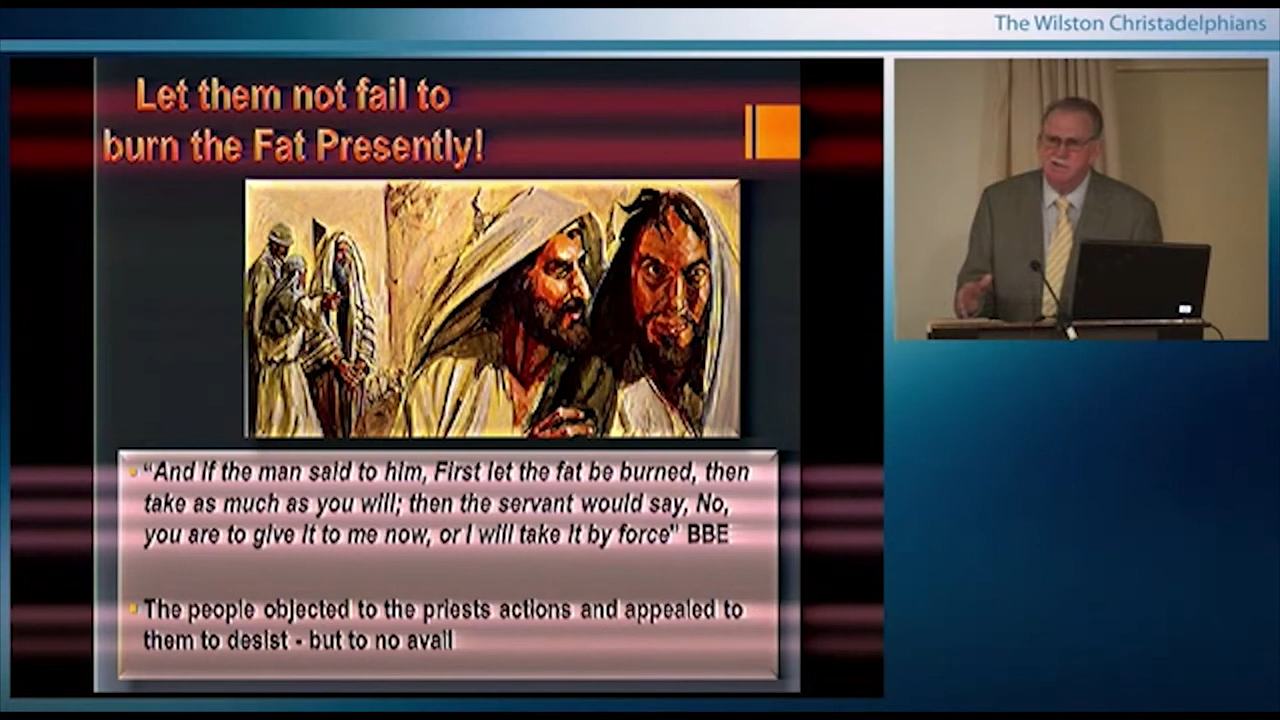 The Wilston Christadelphians
Let them not fail to
burn the Fat Presently!
“And if the man said to him, First let the fat be burned, then
take as much as you will; then the servant would say, No,
you are to give it to me now, or I will take it by force” BBE
The people objected to the priests actions and appealed to
them to desist - but to no avail